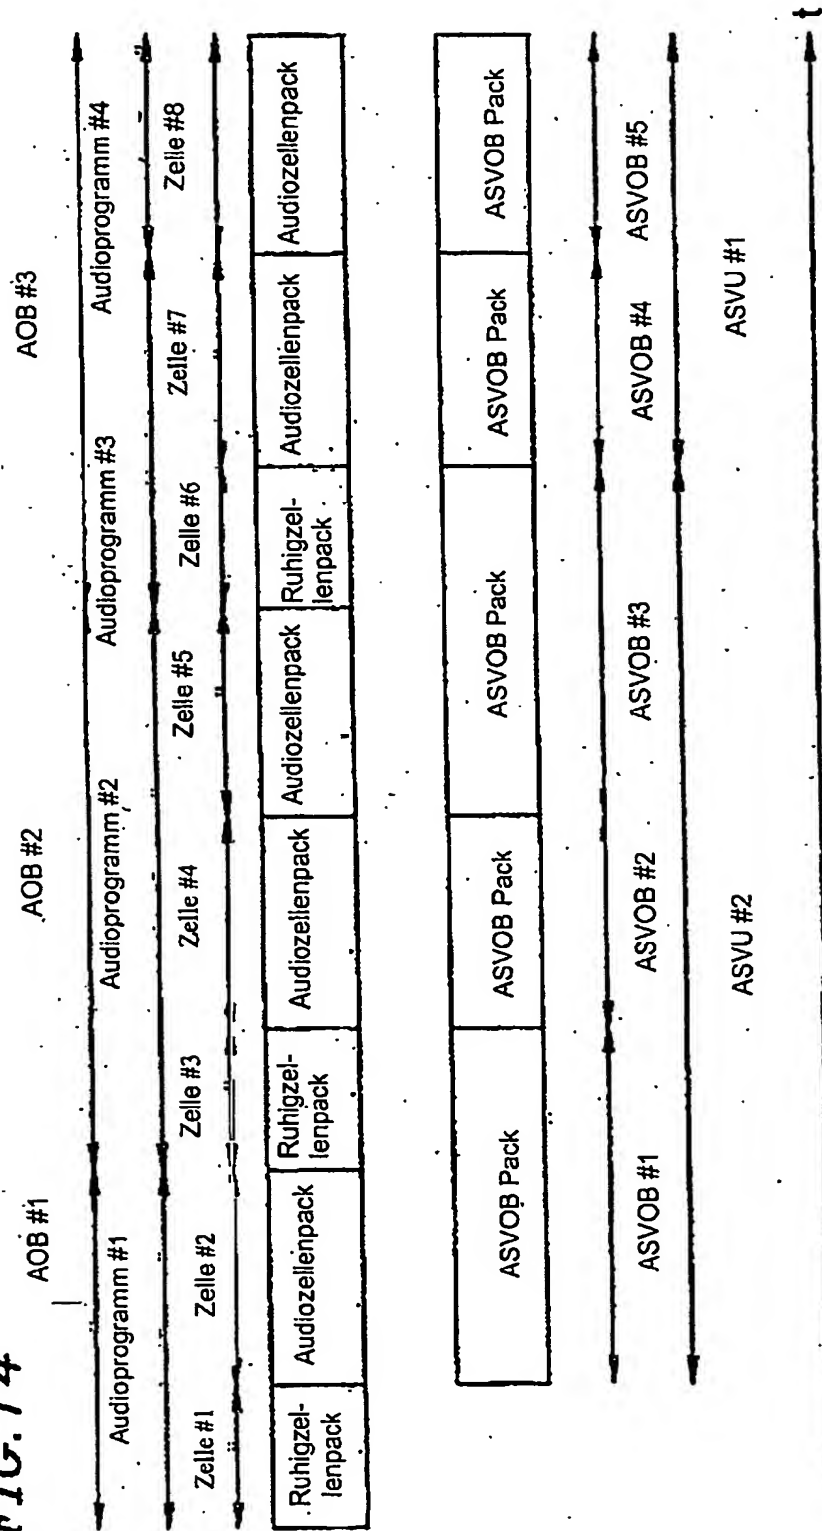 FIG. 14
AOB #1
AOB #2
AOB #3
Audioprogramm #1
Audioprogramm #2
Audioprogramm #3
Audioprogramm #4
Zelle #1
Zelle #2
Zelle #3
Zelle #4
Zelle #5
Zelle #6
Zelle #7
Zelle #8
Ruhigzel-
lenpack
Audiozellenpack
Ruhigzel-
lenpack
Audiozellenpack
Audiozellenpack
Ruhigzel-
lenpack
Audiozellenpack
Audiozellenpack
ASVOB Pack
ASVOB Pack
ASVOB Pack
ASVOB Pack
ASVOB Pack
ASVOB #1
ASVOB #2
ASVOB #3
ASVOB #4
ASVOB #5
ASVU #2
ASVU #1
t